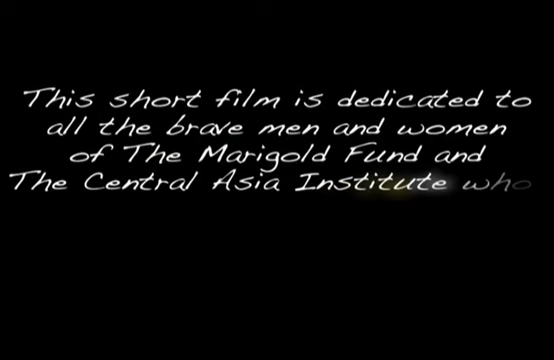 This short film is dedicated to
all the brave men and women
of The Marigold Fund and
The Central Asia Institute who